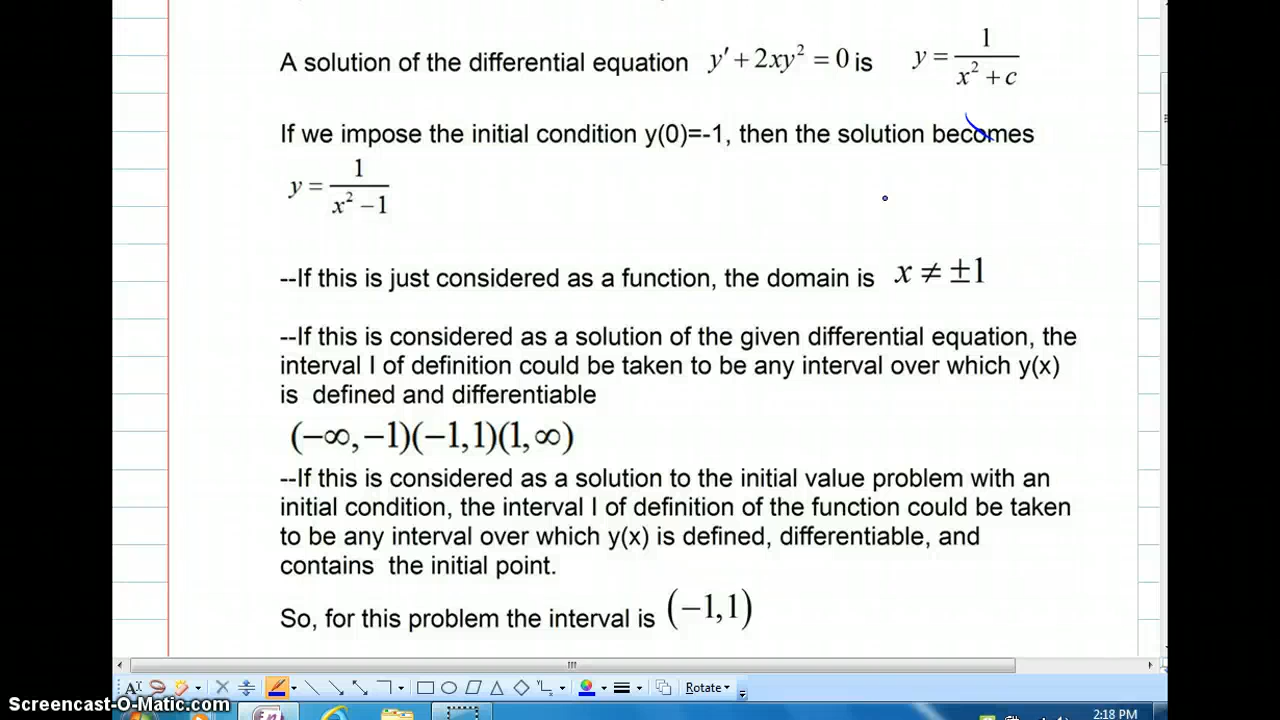 A solution of the differential equation y′ + 2xy² = 0 is y = 1/(x² + c)
If we impose the initial condition y(0)=-1, then the solution becomes
y = 1/(x² − 1)
--If this is just considered as a function, the domain is x ≠ ±1
--If this is considered as a solution of the given differential equation, the
interval I of definition could be taken to be any interval over which y(x)
is defined and differentiable
(−∞,−1)(−1,1)(1,∞)
--If this is considered as a solution to the initial value problem with an
initial condition, the interval I of definition of the function could be taken
to be any interval over which y(x) is defined, differentiable, and
contains the initial point.
So, for this problem the interval is (−1,1)
Rotate
Screencast-O-Matic.com
2:18 PM